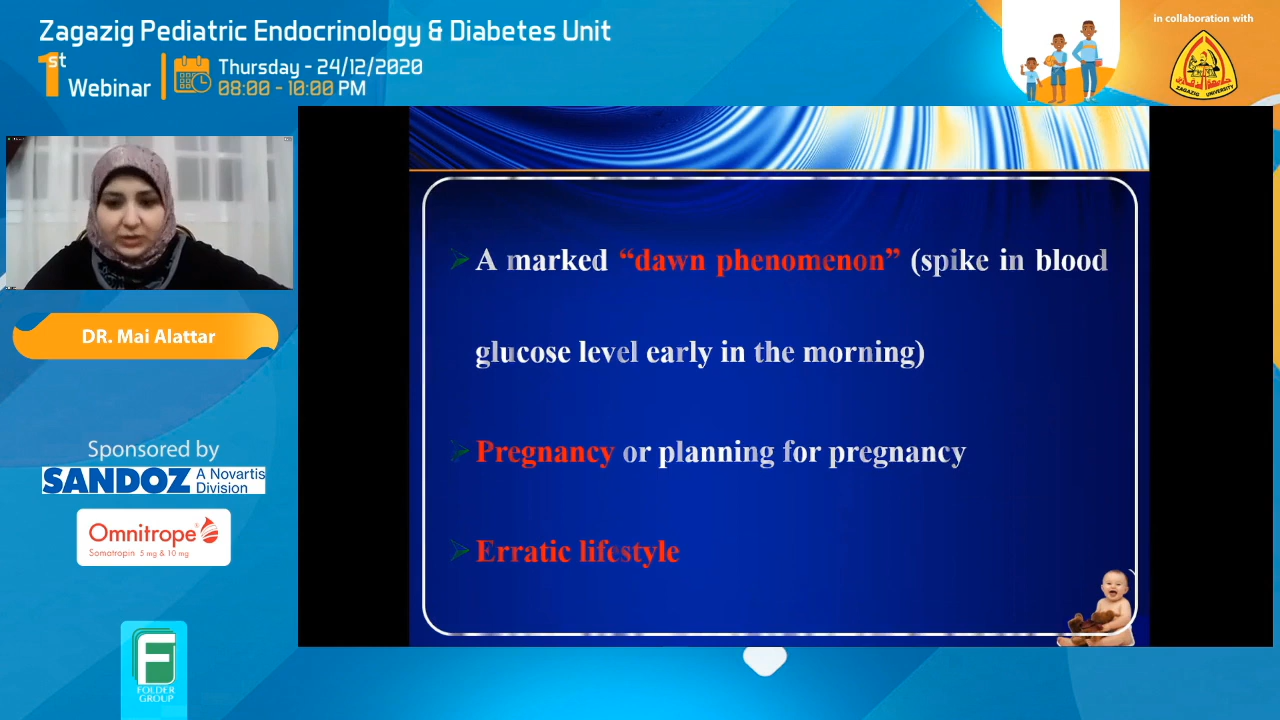 Zagazig Pediatric Endocrinology & Diabetes Unit
1st Webinar
Thursday - 24/12/2020
08:00 - 10:00 PM
in collaboration with
ZAGAZIG UNIVERSITY
DR. Mai Alattar
Sponsored by
SANDOZ A Novartis
Division
Omnitrope®
Somatropin 5 mg & 10 mg
F
FOLDER
GROUP
A marked “dawn phenomenon” (spike in blood
glucose level early in the morning)
Pregnancy or planning for pregnancy
Erratic lifestyle